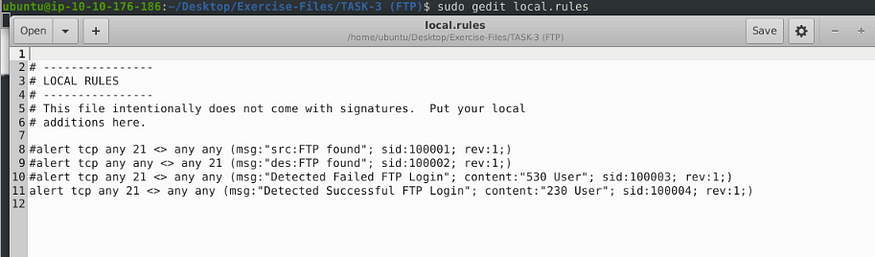 ubuntu@ip-10-10-176-186:~/Desktop/Exercise-Files/TASK-3 (FTP)$ sudo gedit local.rules
Open
local.rules
/home/ubuntu/Desktop/Exercise-Files/TASK-3 (FTP)
Save
1
2 # ----------------
3 # LOCAL RULES
4 # ----------------
5 # This file intentionally does not come with signatures.  Put your local
6 # additions here.
7
8 #alert tcp any 21 <> any any (msg:"src:FTP found"; sid:100001; rev:1;)
9 #alert tcp any any <> any 21 (msg:"des:FTP found"; sid:100002; rev:1;)
10 #alert tcp any 21 <> any any (msg:"Detected Failed FTP Login"; content:"530 User"; sid:100003; rev:1;)
11 alert tcp any 21 <> any any (msg:"Detected Successful FTP Login"; content:"230 User"; sid:100004; rev:1;)
12